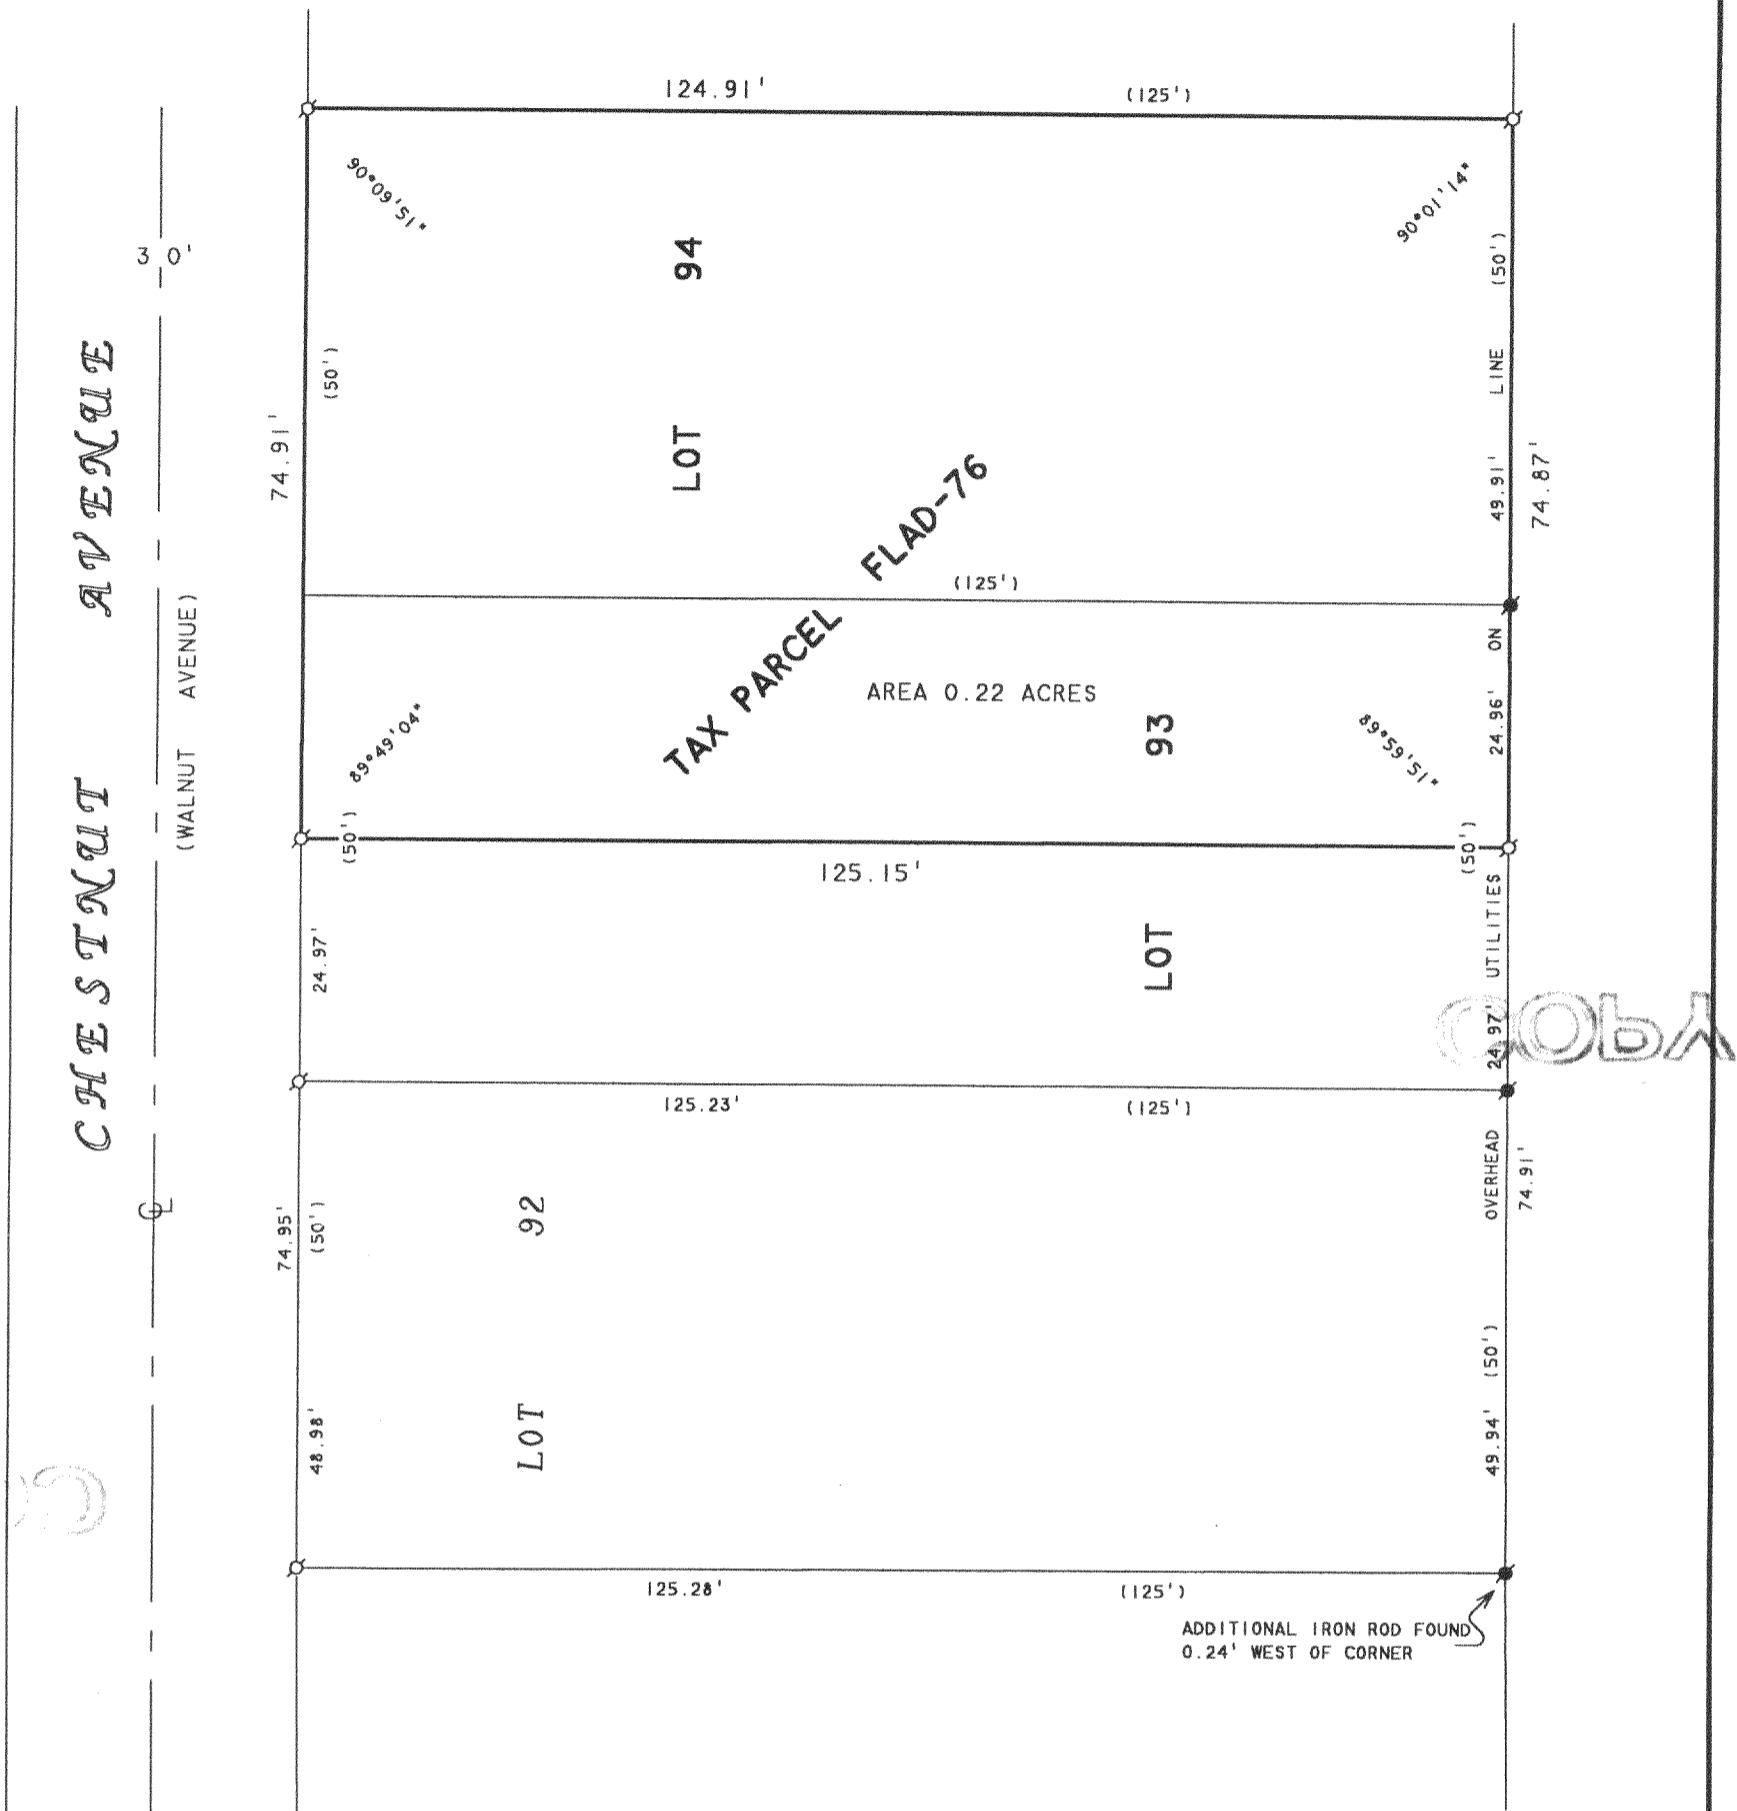 124.91'
(125')
90°09'51"
90°01'14"
30'
94
LOT
(50')
74.91'
CHESTNUT AVENUE
(WALNUT AVENUE)
(50')
49.91'
74.87'
TAX PARCEL FLAD-76
(125')
AREA 0.22 ACRES
93
LOT
89°49'04"
89°59'51"
24.96'
(50')
(50')
125.15'
24.97'
24.97'
OVERHEAD UTILITIES ON LINE
125.23'
(125')
92
LOT
74.95'
(50')
48.98'
74.91'
49.94' (50')
125.28'
(125')
ADDITIONAL IRON ROD FOUND
0.24' WEST OF CORNER
COPY